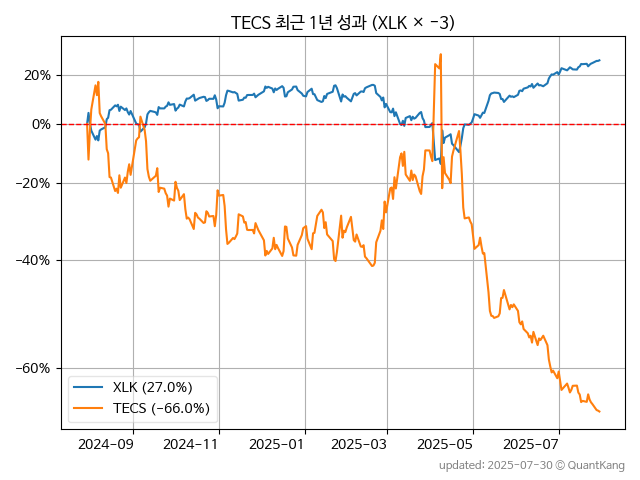 TECS 최근 1년 성과 (XLK × −3)
20%
0%
−20%
−40%
−60%
XLK (27.0%)
TECS (−66.0%)
2024−09
2024−11
2025−01
2025−03
2025−05
2025−07
updated: 2025-07-30 © QuantKang